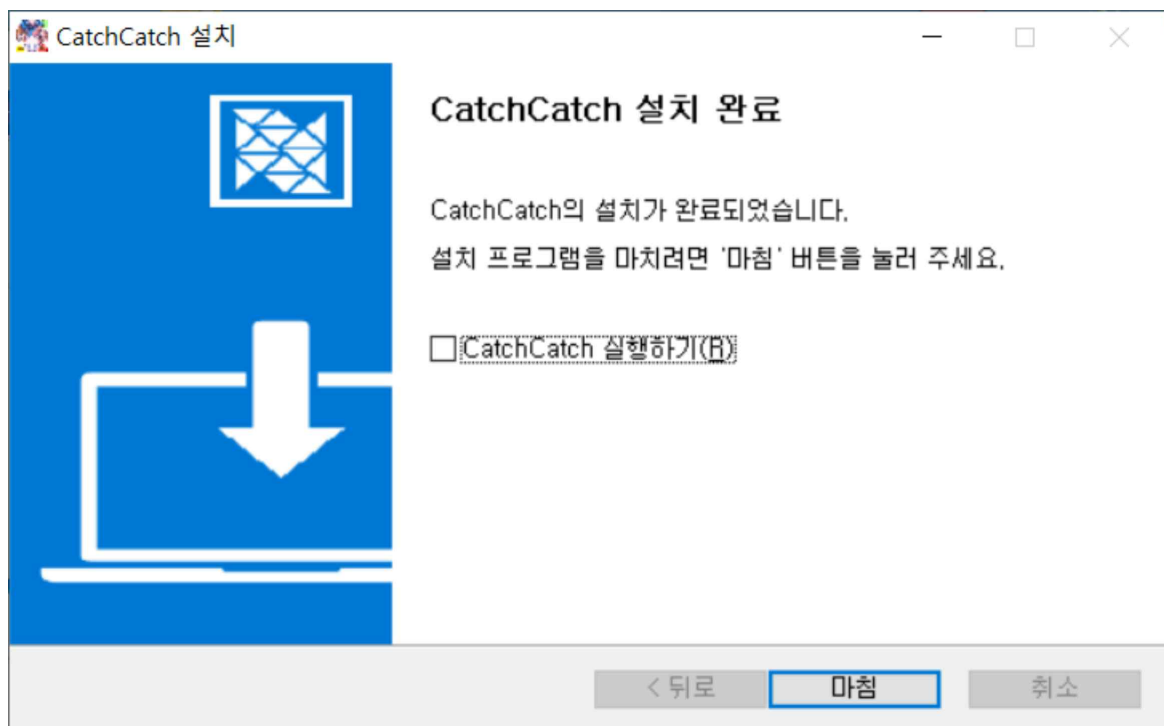 CatchCatch 설치
CatchCatch 설치 완료
CatchCatch의 설치가 완료되었습니다.
설치 프로그램을 마치려면 '마침' 버튼을 눌러 주세요.
CatchCatch 실행하기(R)
< 뒤로
마침
취소